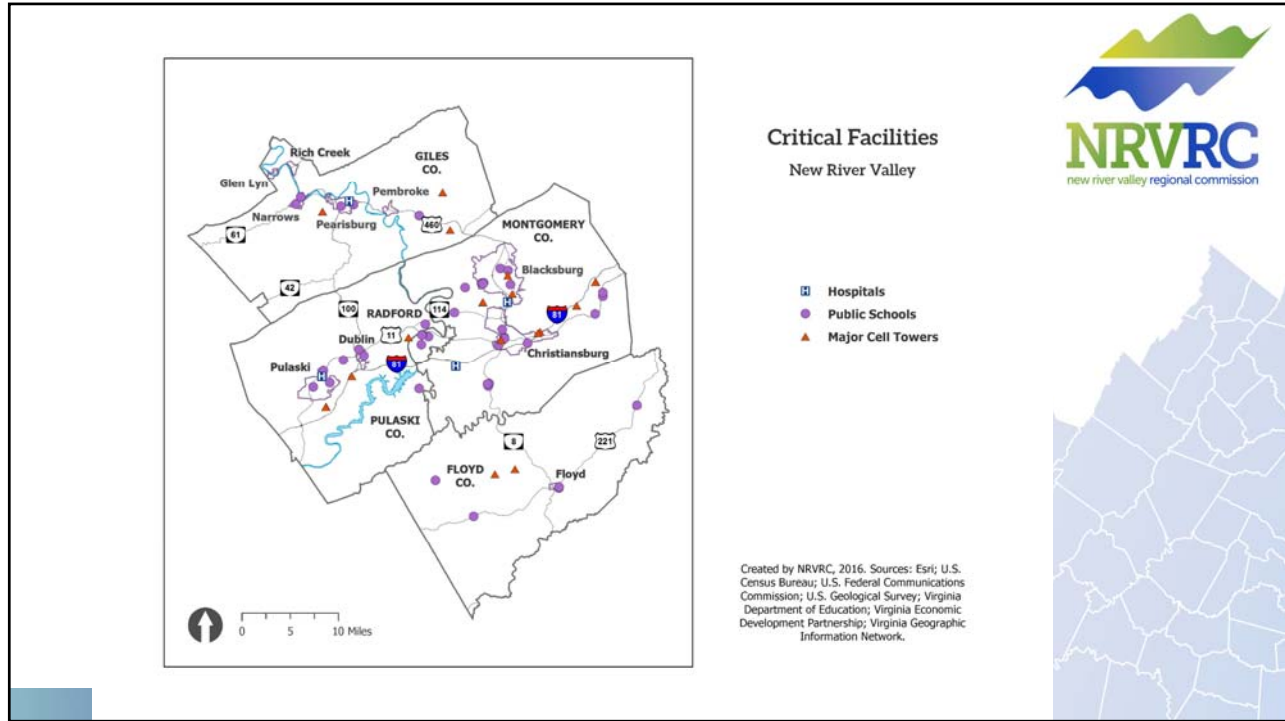 Critical Facilities
New River Valley
NRVRC
new river valley regional commission
Rich Creek
GILES
CO.
Glen Lyn
Pembroke
Narrows
Pearisburg
460
MONTGOMERY
CO.
61
Blacksburg
42
100
RADFORD
114
81
Dublin
11
Christiansburg
Pulaski
81
PULASKI
CO.
8
221
FLOYD
CO.
Floyd
H
H
H
H
0 5 10 Miles
H Hospitals
Public Schools
Major Cell Towers
Created by NRVRC, 2016. Sources: Esri; U.S.
Census Bureau; U.S. Federal Communications
Commission; U.S. Geological Survey; Virginia
Department of Education; Virginia Economic
Development Partnership; Virginia Geographic
Information Network.